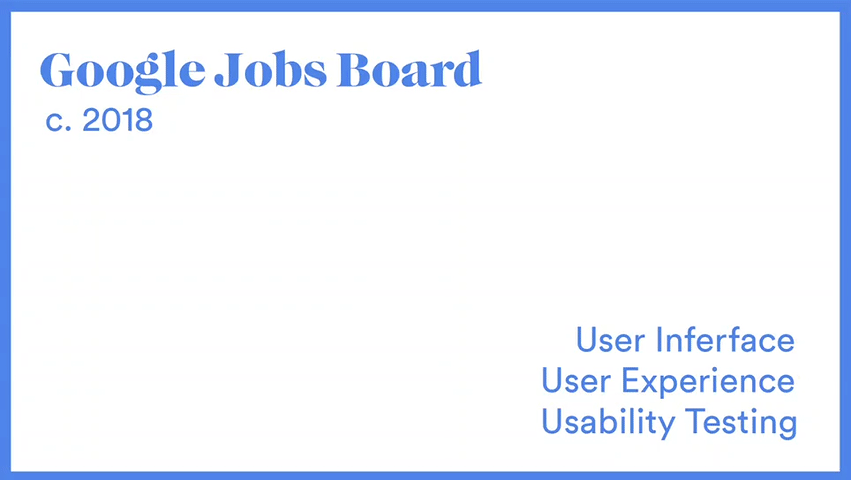 Google Jobs Board
c. 2018
User Inferface
User Experience
Usability Testing